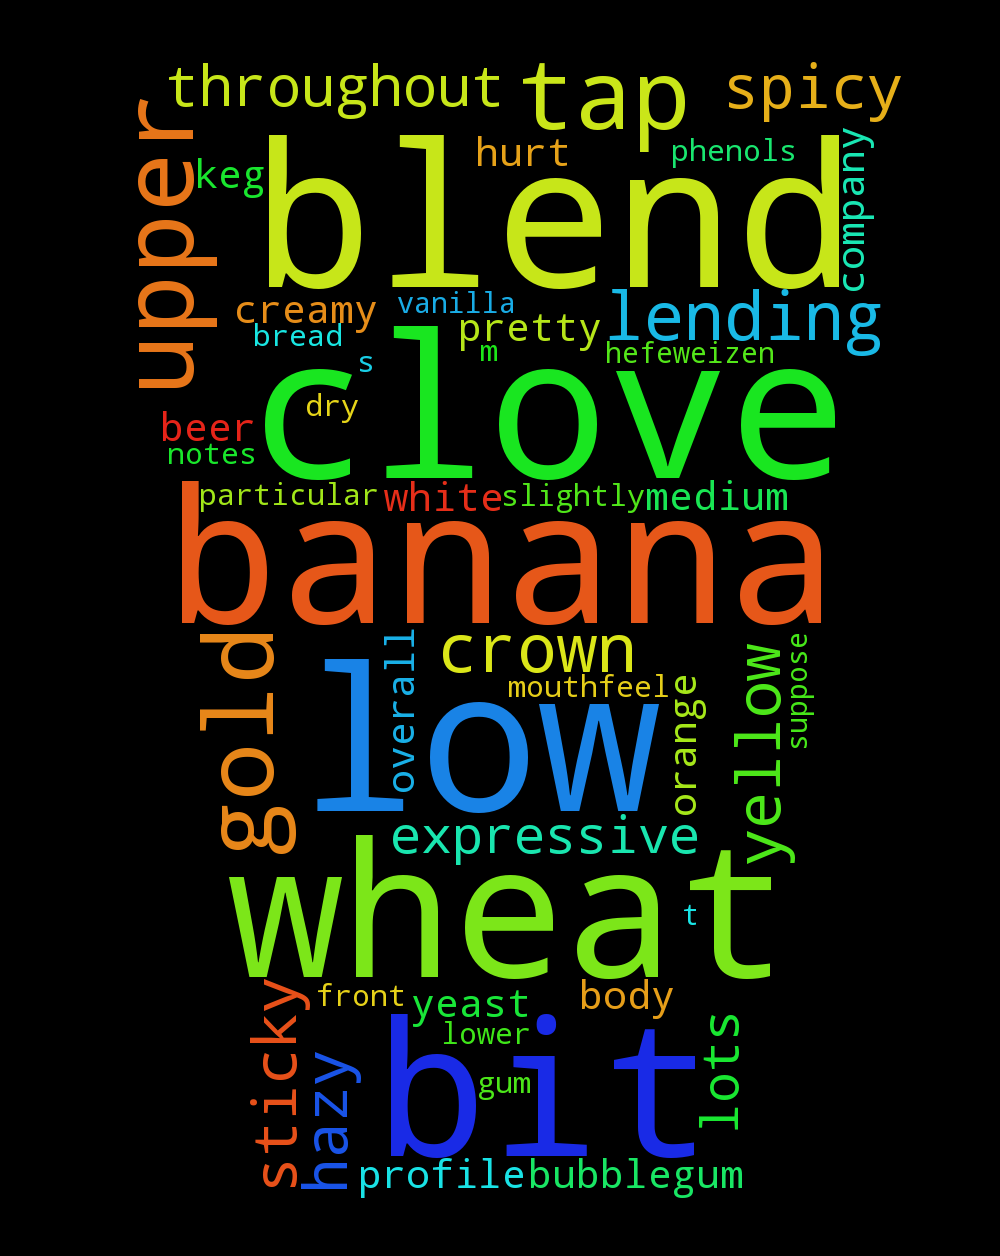 throughout
tap
spicy
upper
keg
hurt
phenols
company
blend
creamy
vanilla
lending
bread
pretty
s
m
hefeweizen
clove
dry
beer
notes
particular
white
slightly
medium
banana
gold
overall
crown
mouthfeel
orange
yellow
suppose
low
expressive
wheat
t
sticky
front
yeast
body
lower
hazy
gum
lots
bit
profile
bubblegum